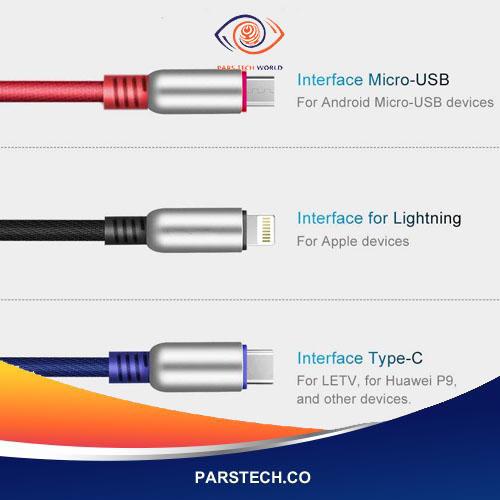 PARS TECH WORLD
Interface Micro-USB
For Android Micro-USB devices
Interface for Lightning
For Apple devices
Interface Type-C
For LETV, for Huawei P9,
and other devices.
PARSTECH.CO